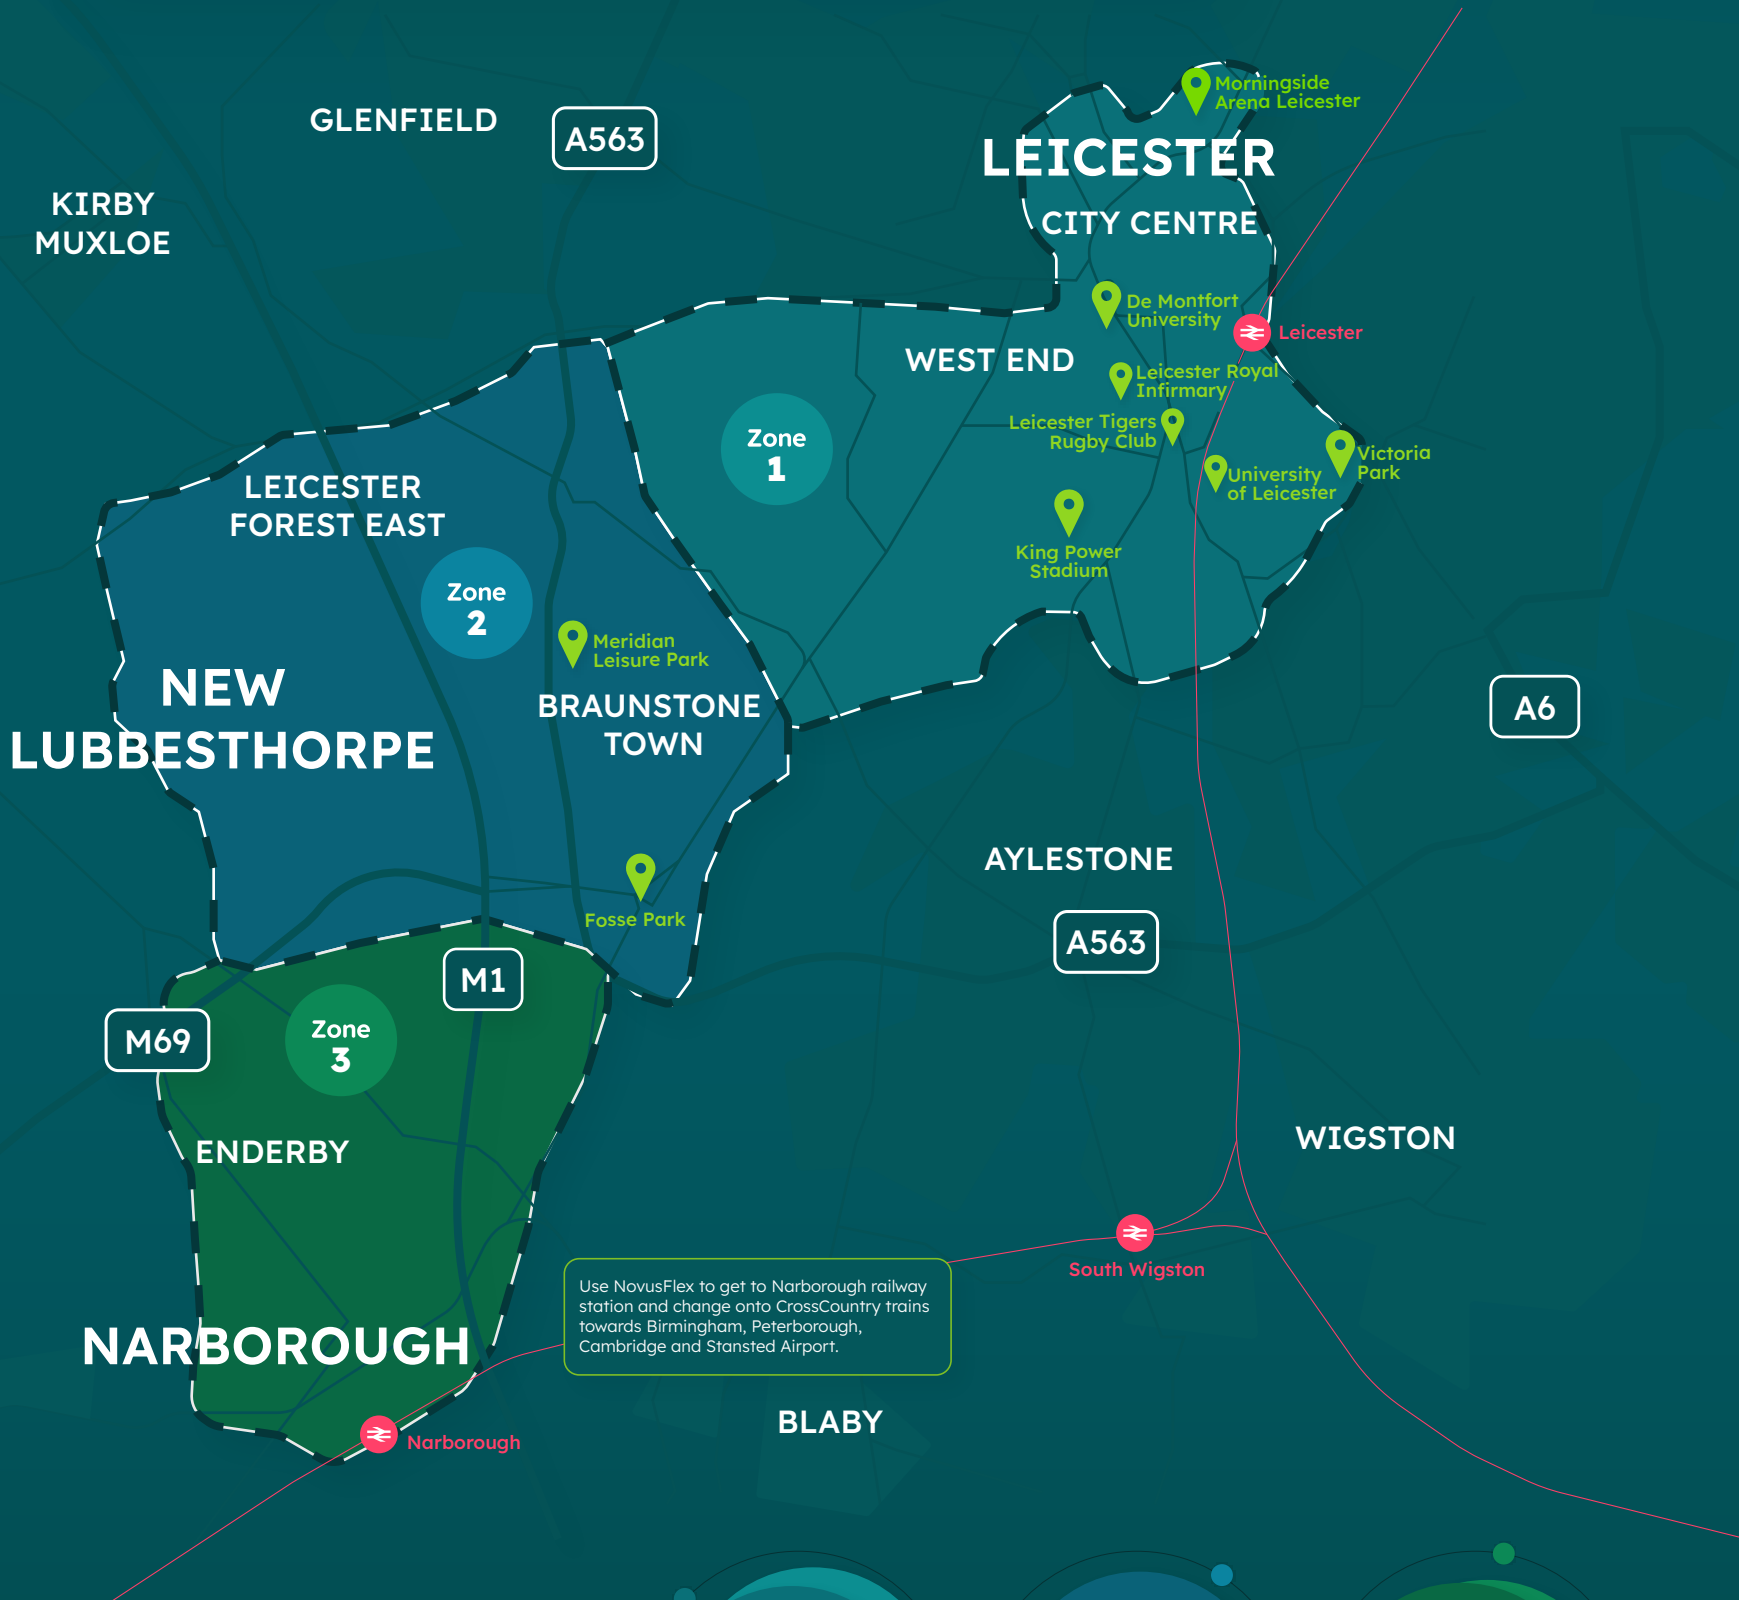 Morningside
Arena Leicester
GLENFIELD
A563
LEICESTER
KIRBY
MUXLOE
CITY CENTRE
De Montfort
University
Leicester
WEST END
Leicester Royal
Infirmary
Leicester Tigers
Rugby Club
Zone
1
Victoria
Park
University
of Leicester
LEICESTER
FOREST EAST
King Power
Stadium
Zone
2
Meridian
Leisure Park
NEW
LUBBESTHORPE
BRAUNSTONE
TOWN
A6
AYLESTONE
Fosse Park
A563
M1
Zone
3
M69
ENDERBY
WIGSTON
South Wigston
Use NovusFlex to get to Narborough railway
station and change onto CrossCountry trains
towards Birmingham, Peterborough,
Cambridge and Stansted Airport.
NARBOROUGH
Narborough
BLABY